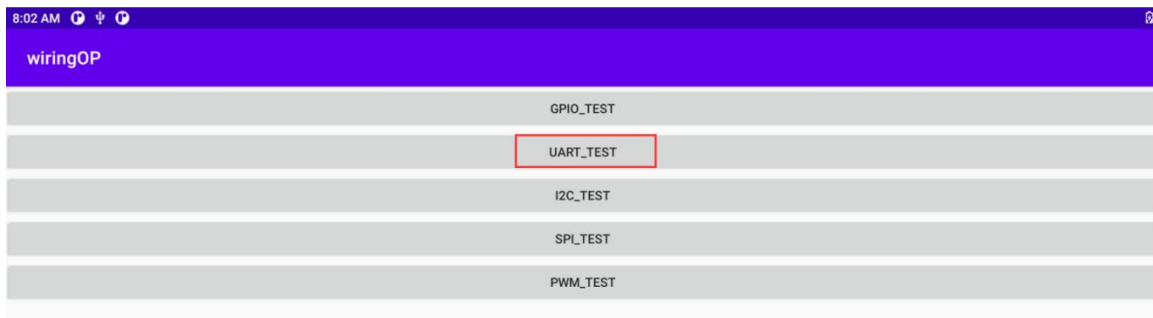 8:02 AM
wiringOP
GPIO_TEST
UART_TEST
I2C_TEST
SPI_TEST
PWM_TEST